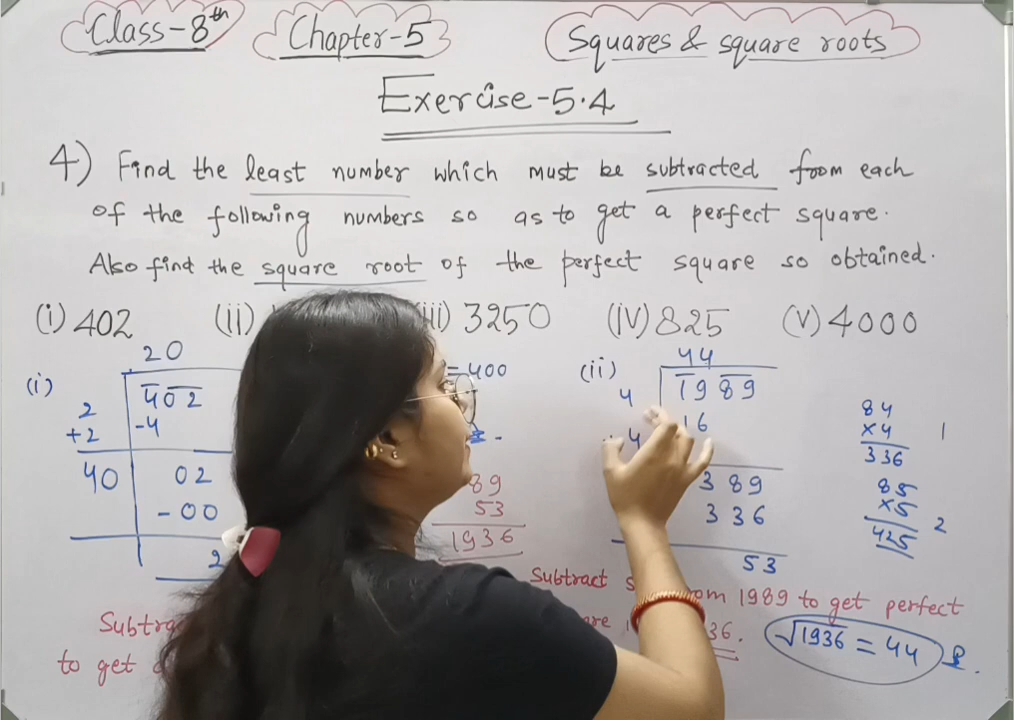 Class-8th Chapter-5 Squares & square roots
Exercise-5.4
4) Find the least number which must be subtracted from each
of the following numbers so as to get a perfect square.
Also find the square root of the perfect square so obtained.
(i) 402 (ii) iii) 3250 (iv) 825 (v) 4000
(i)
20
2 402
+2 -4
40 02
-00
2
=400
89
53
1936
(ii)
44
4 1989
4 16
389
336
53
84
×4 1
336
85
×5 2
425
Subtract
to get
Subtract om 1989 to get perfect
36. √1936 = 44